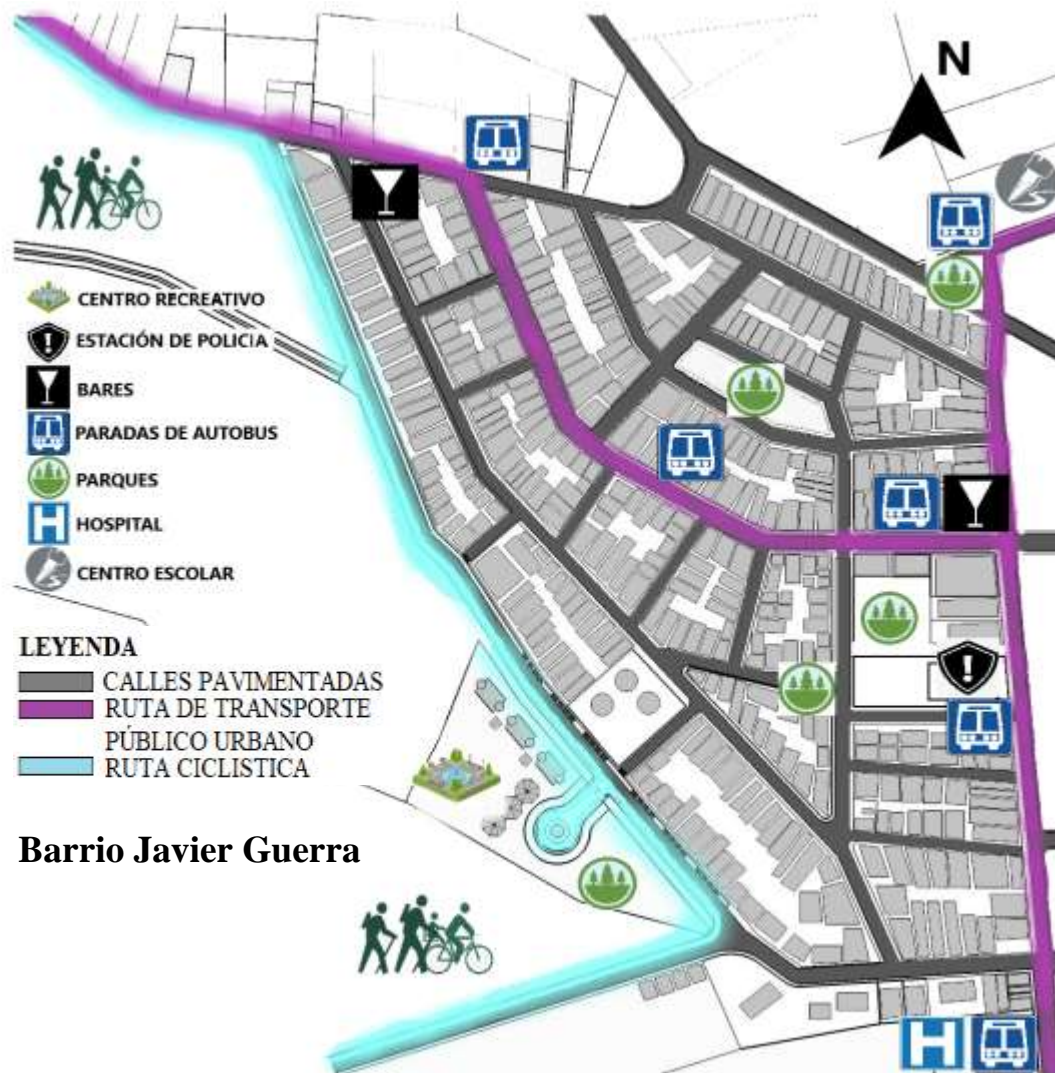 N
CENTRO RECREATIVO
ESTACIÓN DE POLICIA
BARES
PARADAS DE AUTOBUS
PARQUES
H HOSPITAL
CENTRO ESCOLAR
LEYENDA
CALLES PAVIMENTADAS
RUTA DE TRANSPORTE
PÚBLICO URBANO
RUTA CICLISTICA
Barrio Javier Guerra
H